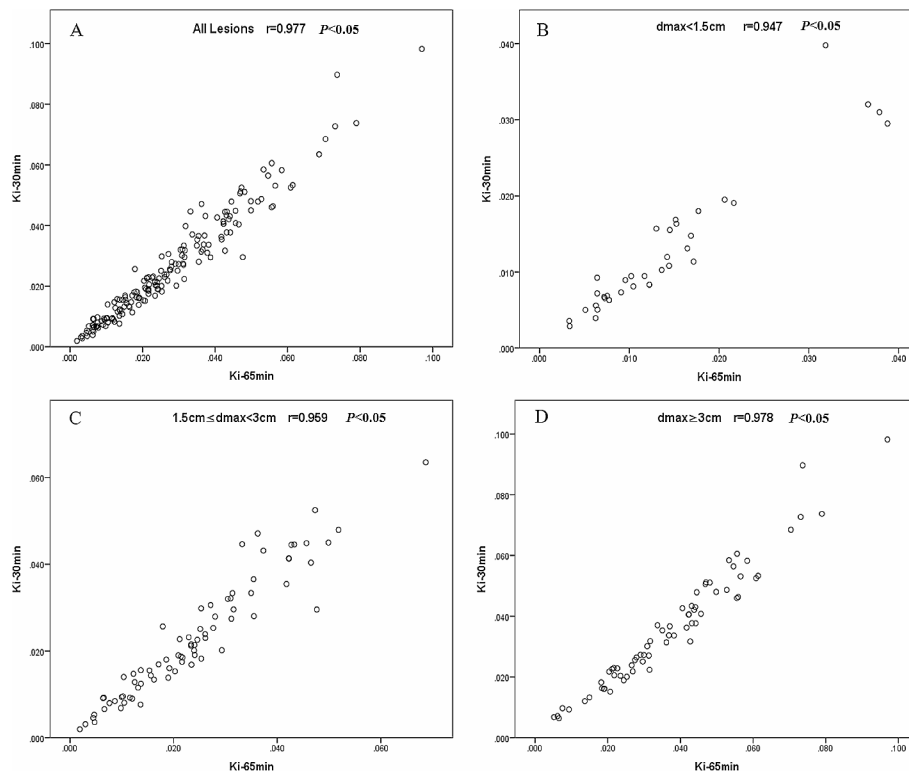 A
All Lesions r=0.977 P<0.05
.100
.080
.060
.040
.020
.000
Ki-30min
.000 .020 .040 .060 .080 .100
Ki-65min
B
dmax<1.5cm r=0.947 P<0.05
.040
.030
.020
.010
.000
Ki-30min
.000 .010 .020 .030 .040
Ki-65min
C
1.5cm≤dmax<3cm r=0.959 P<0.05
.060
.040
.020
.000
Ki-30min
.000 .020 .040 .060
Ki-65min
D
dmax≥3cm r=0.978 P<0.05
.100
.080
.060
.040
.020
.000
Ki-30min
.000 .020 .040 .060 .080 .100
Ki-65min